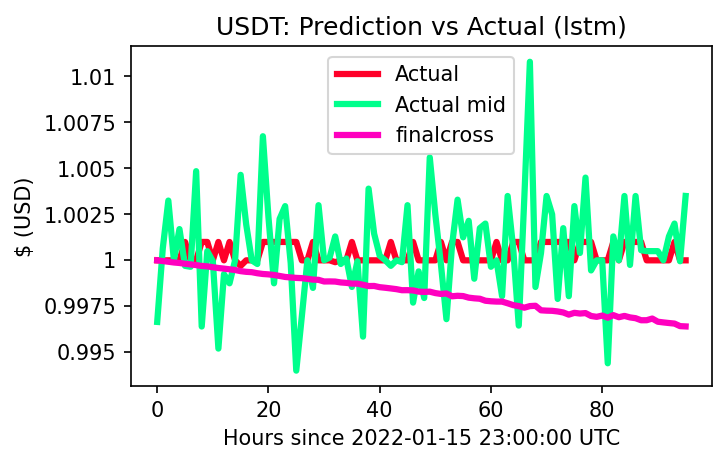 USDT: Prediction vs Actual (lstm)
Actual
Actual mid
finalcross
1.01
1.0075
1.005
1.0025
1
0.9975
0.995
$ (USD)
0 20 40 60 80
Hours since 2022-01-15 23:00:00 UTC